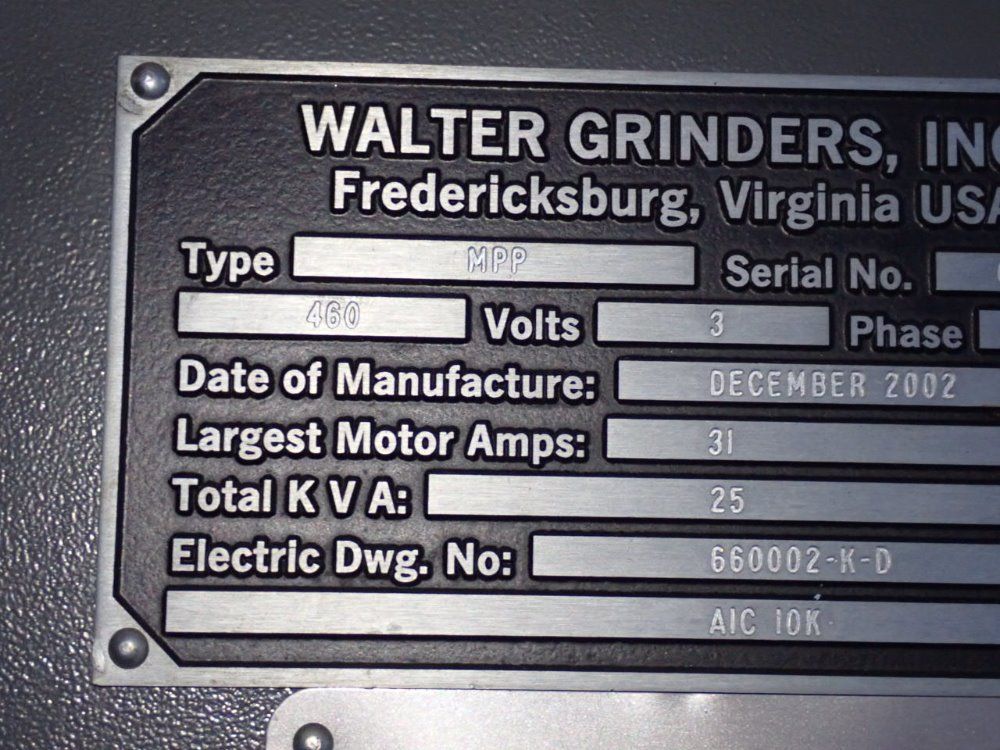 WALTER GRINDERS, INC
Fredericksburg, Virginia USA
Type MPP Serial No.
460 Volts 3 Phase
Date of Manufacture: DECEMBER 2002
Largest Motor Amps: 31
Total K V A: 25
Electric Dwg. No: 660002-K-D
AIC 10K